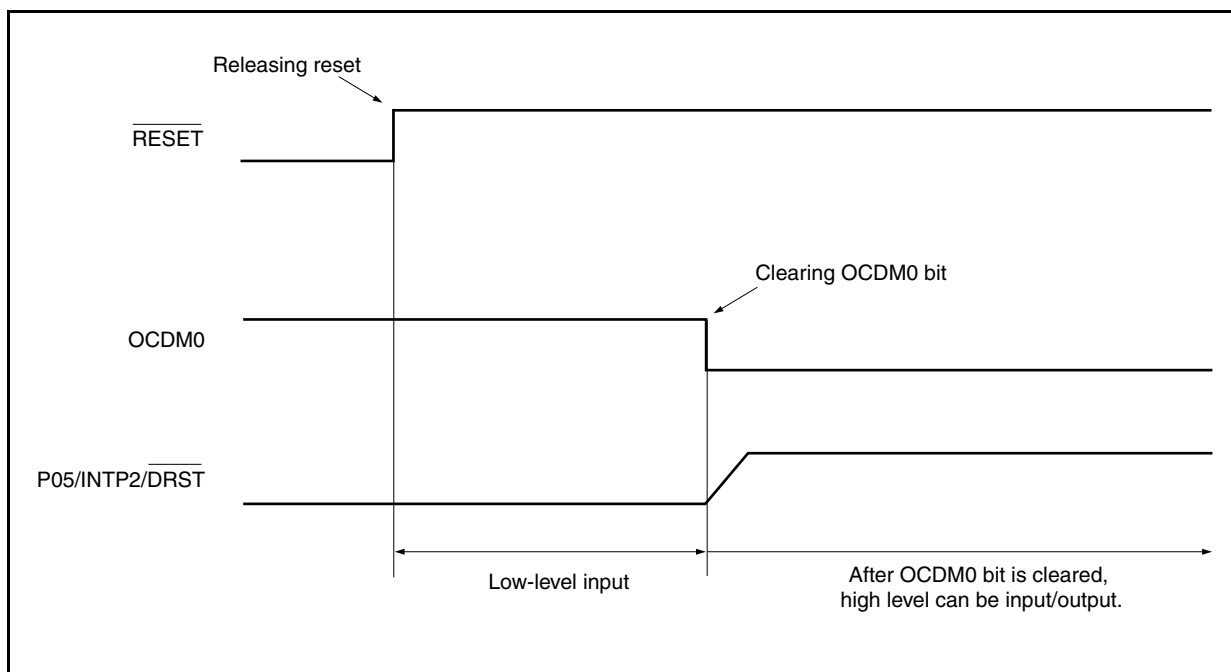 Releasing reset
RESET
Clearing OCDM0 bit
OCDM0
P05/INTP2/DRST
Low-level input
After OCDM0 bit is cleared,
high level can be input/output.